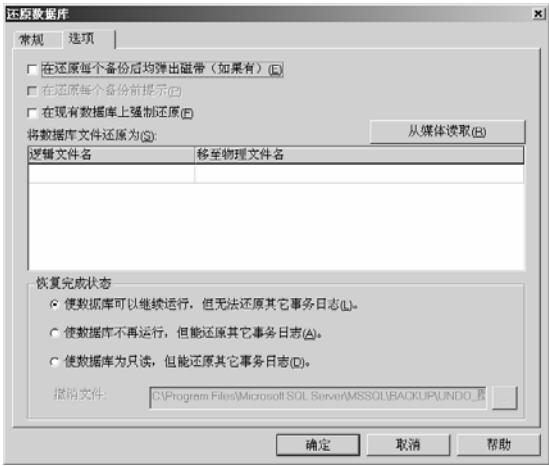 还原数据库
常规 选项
在还原每个备份后均弹出磁带（如果有）(E)
在还原每个备份前提示(P)
在现有数据库上强制还原(F)
将数据库文件还原为(S):
从媒体读取(R)
逻辑文件名 移至物理文件名
恢复完成状态
使数据库可以继续运行，但无法还原其它事务日志(L)。
使数据库不再运行，但能还原其它事务日志(A)。
使数据库为只读，但能还原其它事务日志(D)。
撤消文件: C:\Program Files\Microsoft SQL Server\MSSQL\BACKUP\UNDO_
...
确定 取消 帮助